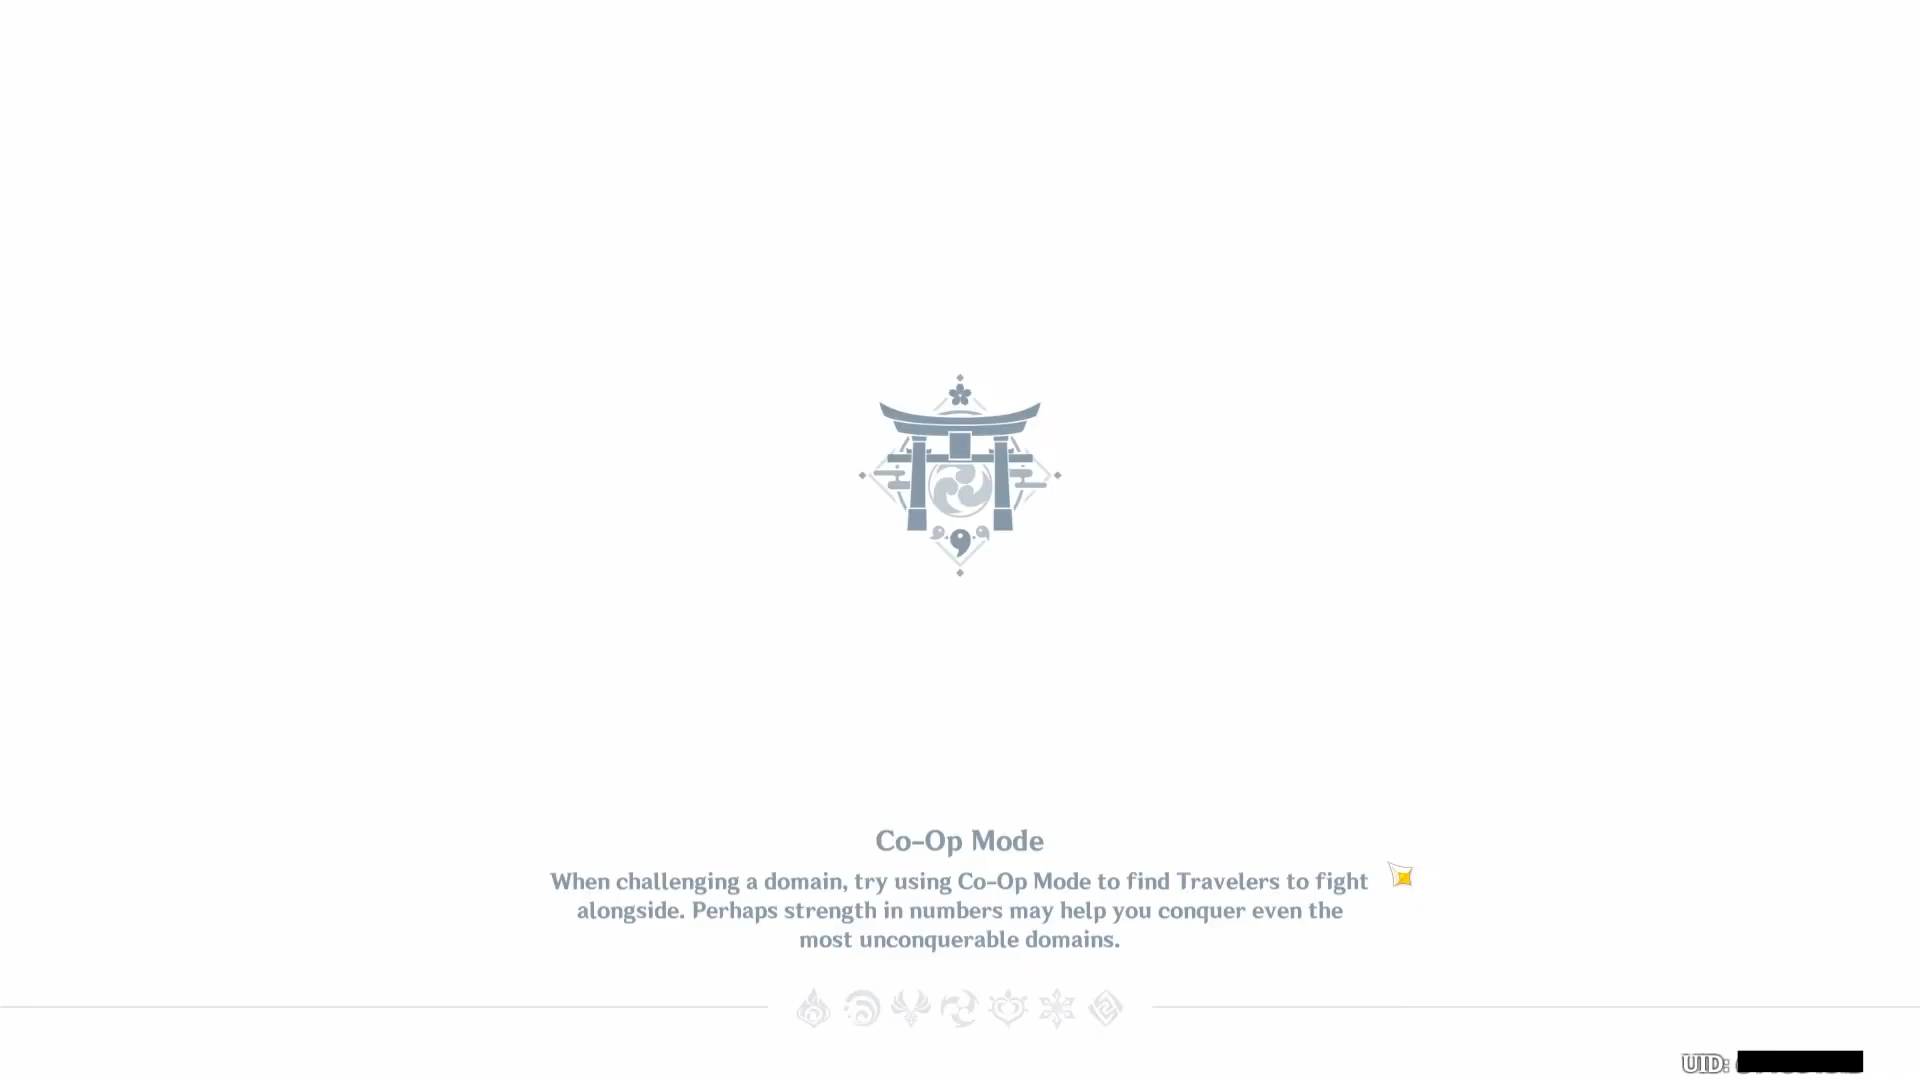 Co-Op Mode
When challenging a domain, try using Co-Op Mode to find Travelers to fight
alongside. Perhaps strength in numbers may help you conquer even the
most unconquerable domains.
UID: